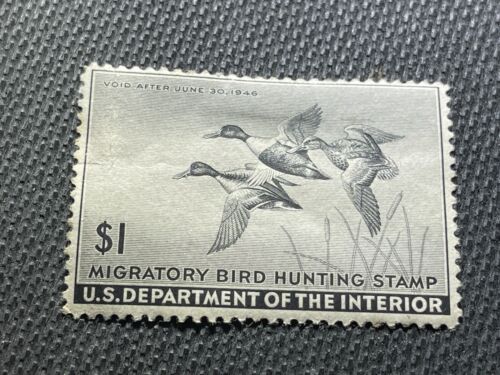 VOID AFTER JUNE 30, 1946
$1
MIGRATORY BIRD HUNTING STAMP
U.S. DEPARTMENT OF THE INTERIOR